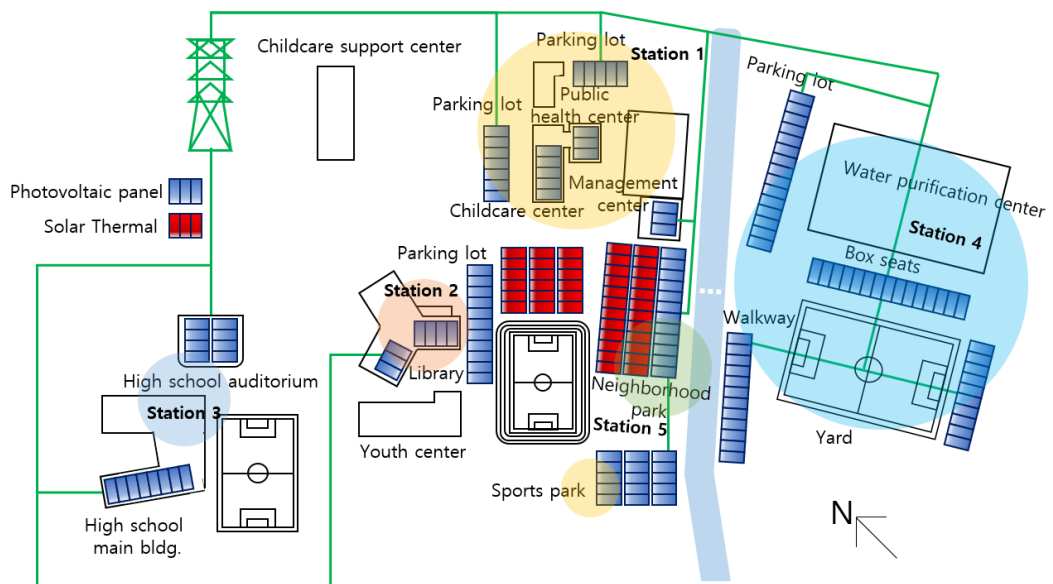 Parking lot
Station 1
Childcare support center
Parking lot
Public
health center
Parking lot
Management
center
Childcare center
Water purification center
Station 4
Box seats
Photovoltaic panel
Solar Thermal
Parking lot
Station 2
Library
Walkway
Neighborhood
park
Station 5
High school auditorium
Station 3
Youth center
Yard
Sports park
High school
main bldg.
N